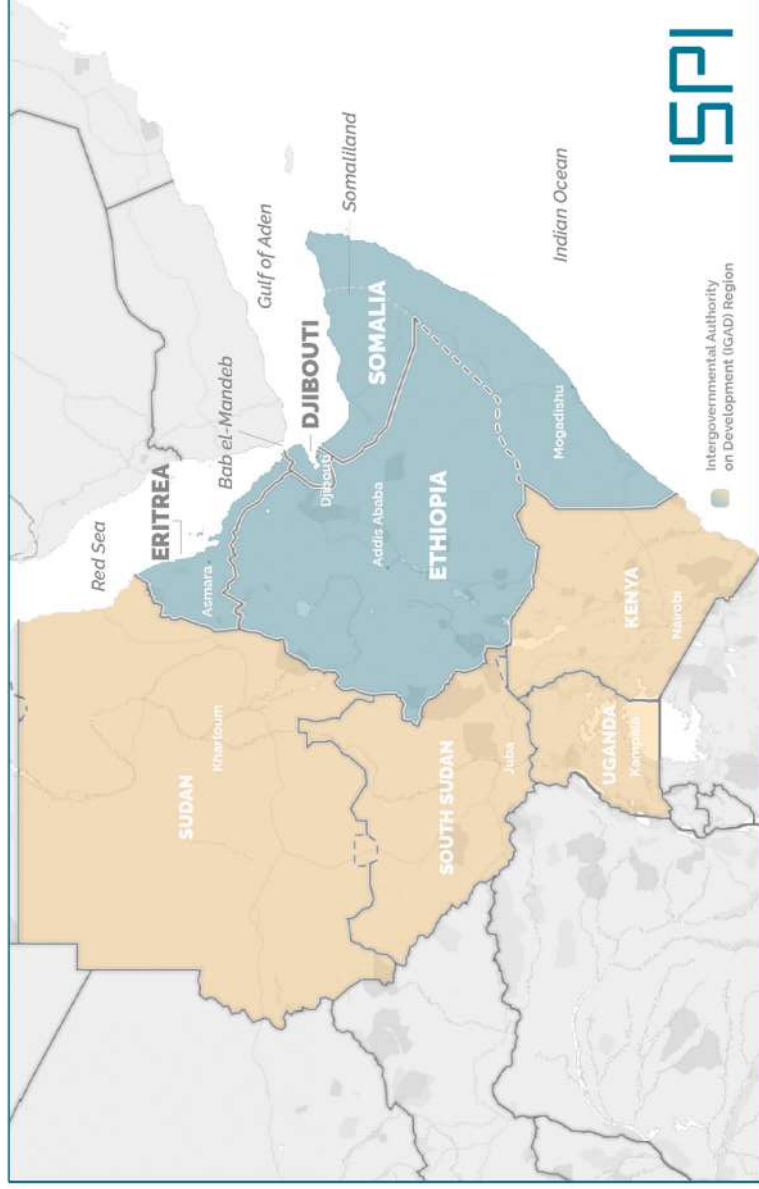 Red Sea
ERITREA
Asmara
Bab el-Mandeb
Gulf of Aden
DJIBOUTI
Djibouti
Somaliland
SUDAN
Khartoum
SOMALIA
Addis Ababa
ETHIOPIA
SOUTH SUDAN
Juba
Mogadishu
Indian Ocean
UGANDA
Kampala
KENYA
Nairobi
Intergovernmental Authority
on Development (IGAD) Region
ISPI